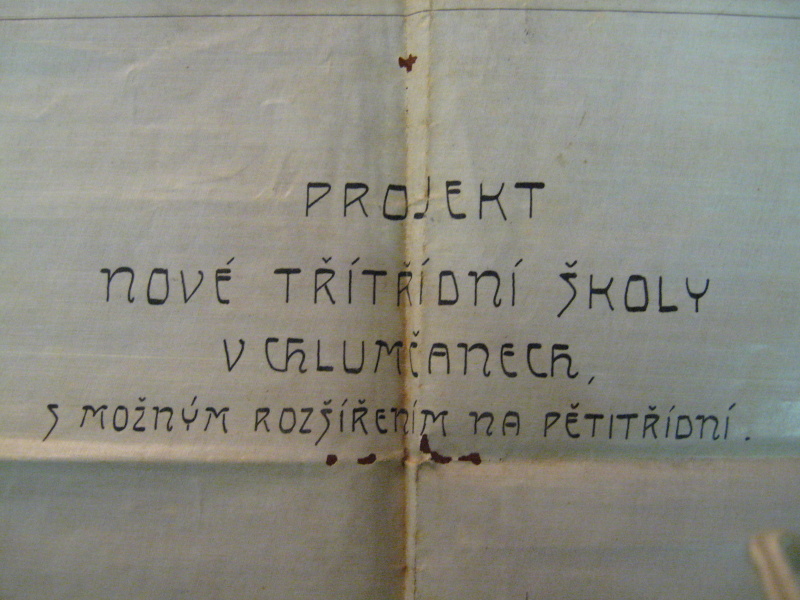 PROJEKT
NOVÉ TŘÍTŘÍDNÍ ŠKOLY
V CHLUMČANECH,
S MOŽNÝM ROZŠÍŘENÍM NA PĚTITŘÍDNÍ.